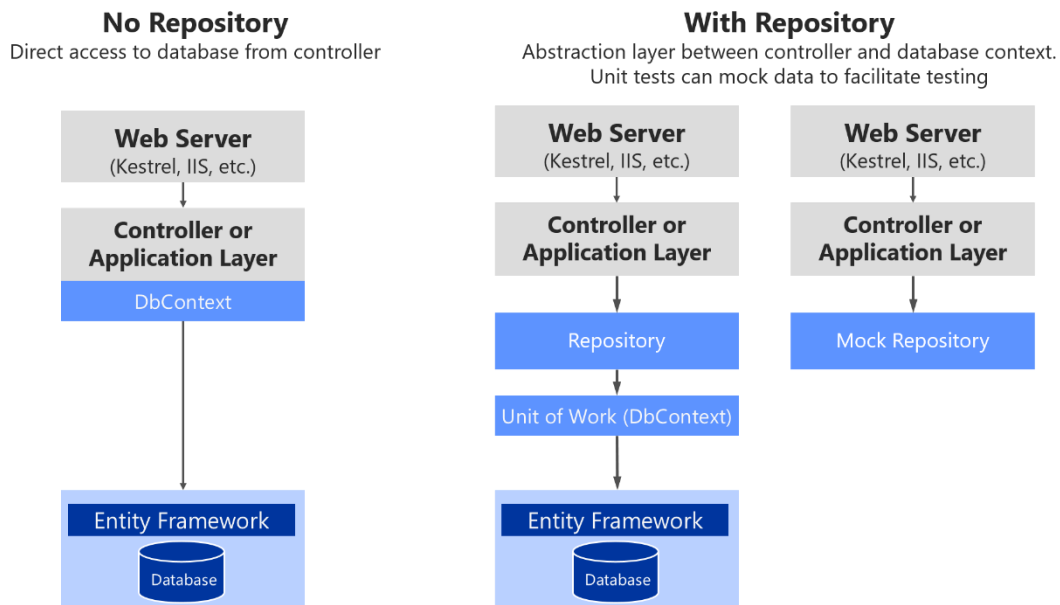 No Repository
Direct access to database from controller
Web Server
(Kestrel, IIS, etc.)
Controller or
Application Layer
DbContext
Entity Framework
Database
With Repository
Abstraction layer between controller and database context.
Unit tests can mock data to facilitate testing
Web Server
(Kestrel, IIS, etc.)
Controller or
Application Layer
Repository
Unit of Work (DbContext)
Entity Framework
Database
Web Server
(Kestrel, IIS, etc.)
Controller or
Application Layer
Mock Repository